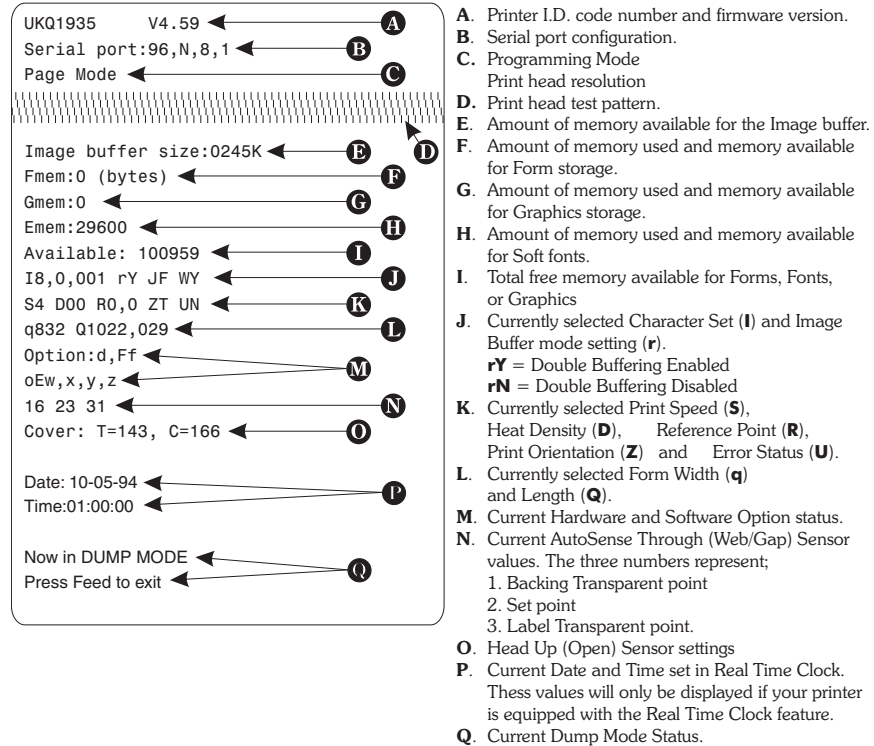 UKQ1935 V4.59 A
Serial port:96,N,8,1 B
Page Mode C
Image buffer size:0245K E D
Fmem:0 (bytes) F
Gmem:0 G
Emem:29600 H
Available: 100959 I
I8,0,001 rY JF WY J
S4 D00 R0,0 ZT UN K
q832 Q1022,029 L
Option:d,Ff
oEw,x,y,z M
16 23 31 N
Cover: T=143, C=166 O
Date: 10-05-94
Time:01:00:00 P
Now in DUMP MODE
Press Feed to exit Q
A. Printer I.D. code number and firmware version.
B. Serial port configuration.
C. Programming Mode
Print head resolution
D. Print head test pattern.
E. Amount of memory available for the Image buffer.
F. Amount of memory used and memory available
for Form storage.
G. Amount of memory used and memory available
for Graphics storage.
H. Amount of memory used and memory available
for Soft fonts.
I. Total free memory available for Forms, Fonts,
or Graphics
J. Currently selected Character Set (I) and Image
Buffer mode setting (r).
rY = Double Buffering Enabled
rN = Double Buffering Disabled
K. Currently selected Print Speed (S),
Heat Density (D), Reference Point (R),
Print Orientation (Z) and Error Status (U).
L. Currently selected Form Width (q)
and Length (Q).
M. Current Hardware and Software Option status.
N. Current AutoSense Through (Web/Gap) Sensor
values. The three numbers represent;
1. Backing Transparent point
2. Set point
3. Label Transparent point.
O. Head Up (Open) Sensor settings
P. Current Date and Time set in Real Time Clock.
Thess values will only be displayed if your printer
is equipped with the Real Time Clock feature.
Q. Current Dump Mode Status.